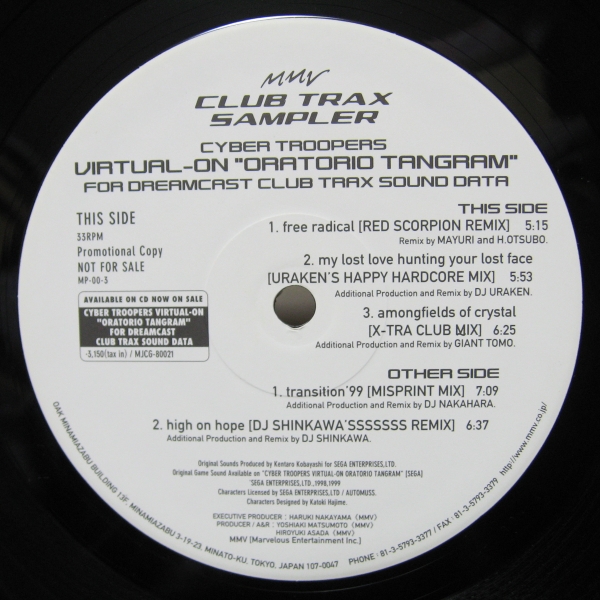 MMV
CLUB TRAX
SAMPLER
CYBER TROOPERS
VIRTUAL-ON "ORATORIO TANGRAM"
FOR DREAMCAST CLUB TRAX SOUND DATA
THIS SIDE
33RPM
Promotional Copy
NOT FOR SALE
MP-00-3
AVAILABLE ON CD NOW ON SALE
CYBER TROOPERS VIRTUAL-ON
"ORATORIO TANGRAM"
FOR DREAMCAST
CLUB TRAX SOUND DATA
-3,150(tax in) / MJCG-80021
THIS SIDE
1. free radical [RED SCORPION REMIX] 5:15
Remix by MAYURI and H.OTSUBO.
2. my lost love hunting your lost face
[URAKEN'S HAPPY HARDCORE MIX] 5:53
Additional Production and Remix by DJ URAKEN.
3. amongfields of crystal
[X-TRA CLUB MIX] 6:25
Additional Production and Remix by GIANT TOMO.
OTHER SIDE
1. transition'99 [MISPRINT MIX] 7:09
Additional Production and Remix by DJ NAKAHARA.
2. high on hope [DJ SHINKAWA'SSSSSSS REMIX] 6:37
Additional Production and Remix by DJ SHINKAWA.
Original Sounds Produced by Kentaro Kobayashi for SEGA ENTERPRISES,LTD.
Original Game Sound Available on "CYBER TROOPERS VIRTUAL-ON ORATORIO TANGRAM" [SEGA]
©SEGA ENTERPRISES,LTD.,1998,1999
Characters Licensed by SEGA ENTERPRISES,LTD / AUTOMUSS.
Characters Designed by Katoki Hajime.
EXECUTIVE PRODUCER : HARUKI NAKAYAMA (MMV)
PRODUCER / A&R : YOSHIAKI MATSUMOTO (MMV)
HIROYUKI ASADA (MMV)
MMV (Marvelous Entertainment Inc.)
OAK MINAMIAZABU BUILDING 13F. MINAMIAZABU 3-19-23, MINATO-KU, TOKYO, JAPAN 107-0047 PHONE : 81-3-5793-3377 / FAX : 81-3-5793-3379 http://www.mmv.co.jp/